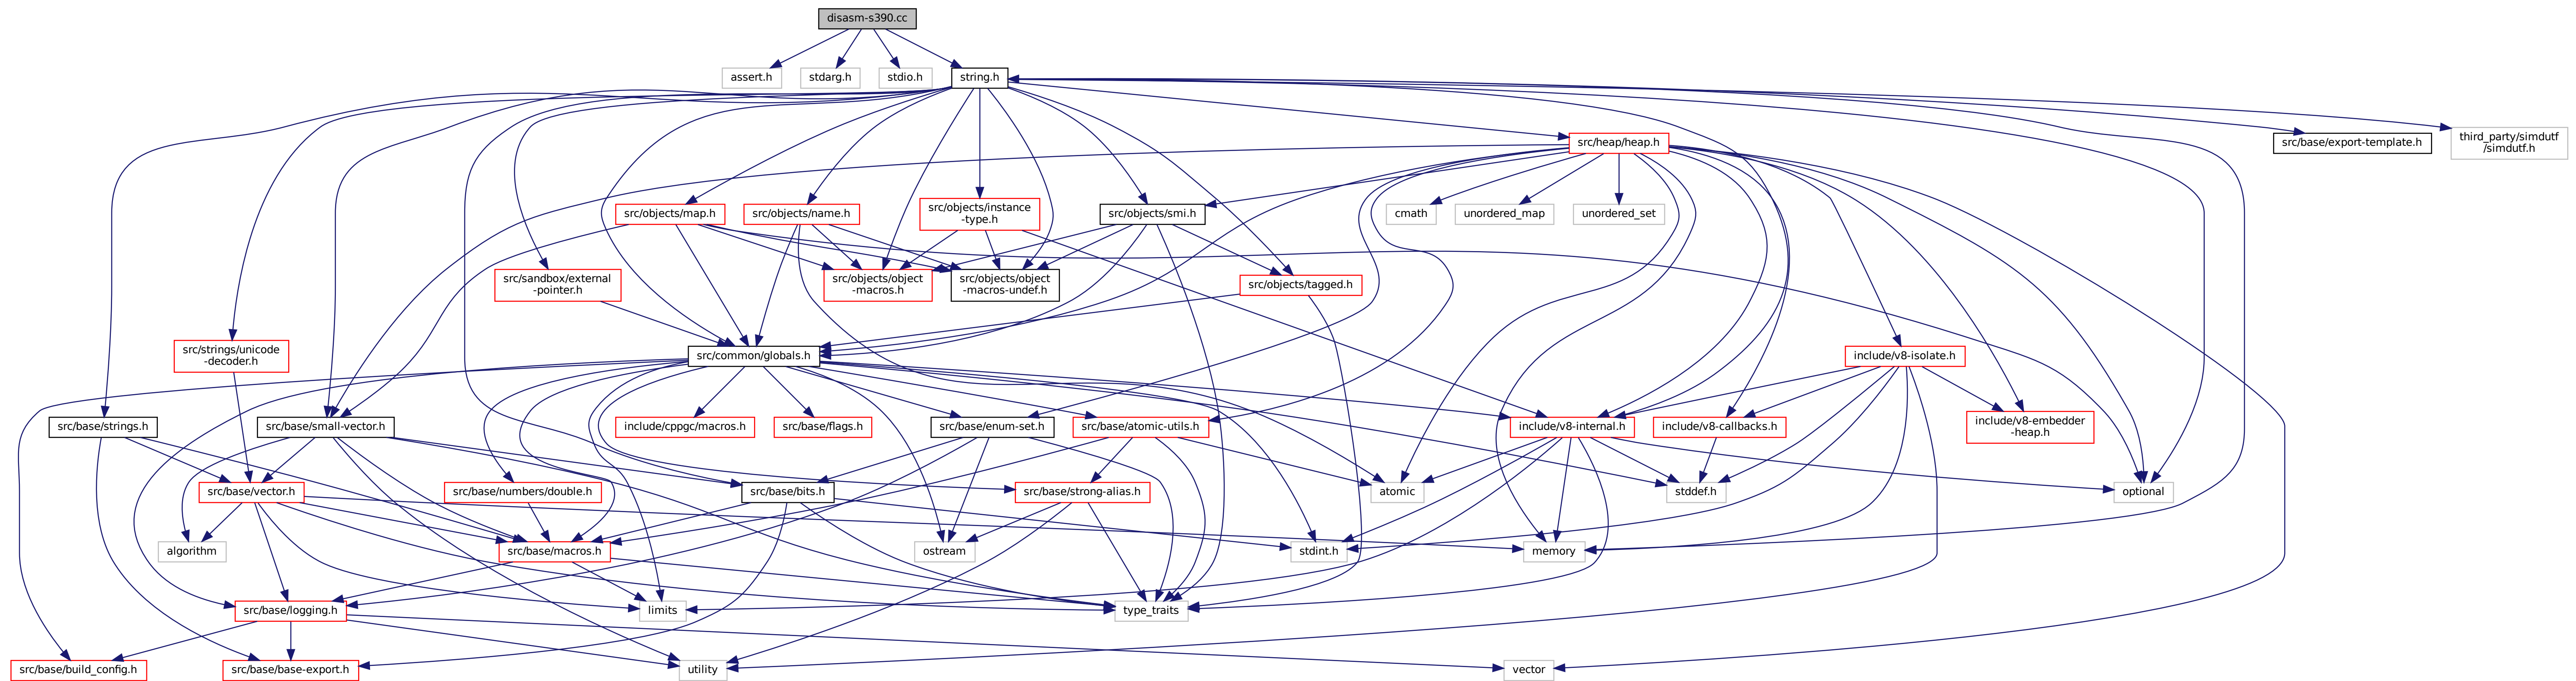 disasm-s390.cc
assert.h
stdarg.h
stdio.h
string.h
src/heap/heap.h
src/base/export-template.h
third_party/simdutf
/simdutf.h
src/objects/map.h
src/objects/name.h
src/objects/instance
-type.h
src/objects/smi.h
cmath
unordered_map
unordered_set
src/sandbox/external
-pointer.h
src/objects/object
-macros.h
src/objects/object
-macros-undef.h
src/objects/tagged.h
src/strings/unicode
-decoder.h
src/common/globals.h
include/v8-isolate.h
src/base/strings.h
src/base/small-vector.h
include/cppgc/macros.h
src/base/flags.h
src/base/enum-set.h
src/base/atomic-utils.h
include/v8-internal.h
include/v8-callbacks.h
include/v8-embedder
-heap.h
src/base/vector.h
src/base/numbers/double.h
src/base/bits.h
src/base/strong-alias.h
atomic
stddef.h
optional
algorithm
src/base/macros.h
ostream
stdint.h
memory
src/base/logging.h
limits
type_traits
src/base/build_config.h
src/base/base-export.h
utility
vector